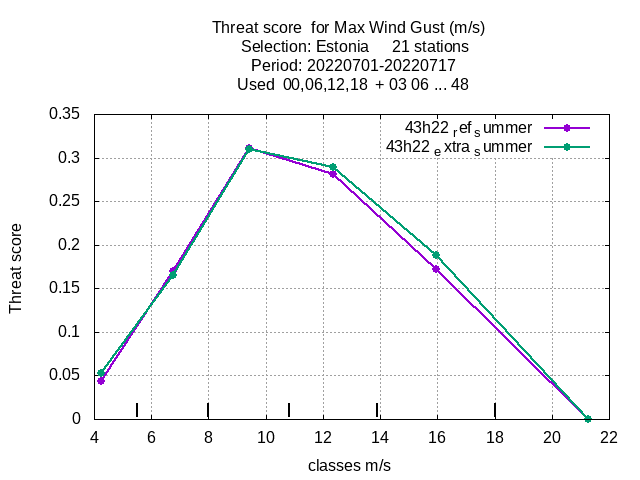 Threat score  for Max Wind Gust (m/s)
Selection: Estonia     21 stations
Period: 20220701-20220717
Used  00,06,12,18  + 03 06 ... 48
0.35
0.3
0.25
0.2
0.15
0.1
0.05
0
43h22 ref summer
43h22 extra summer
Threat score
4 6 8 10 12 14 16 18 20 22
classes m/s